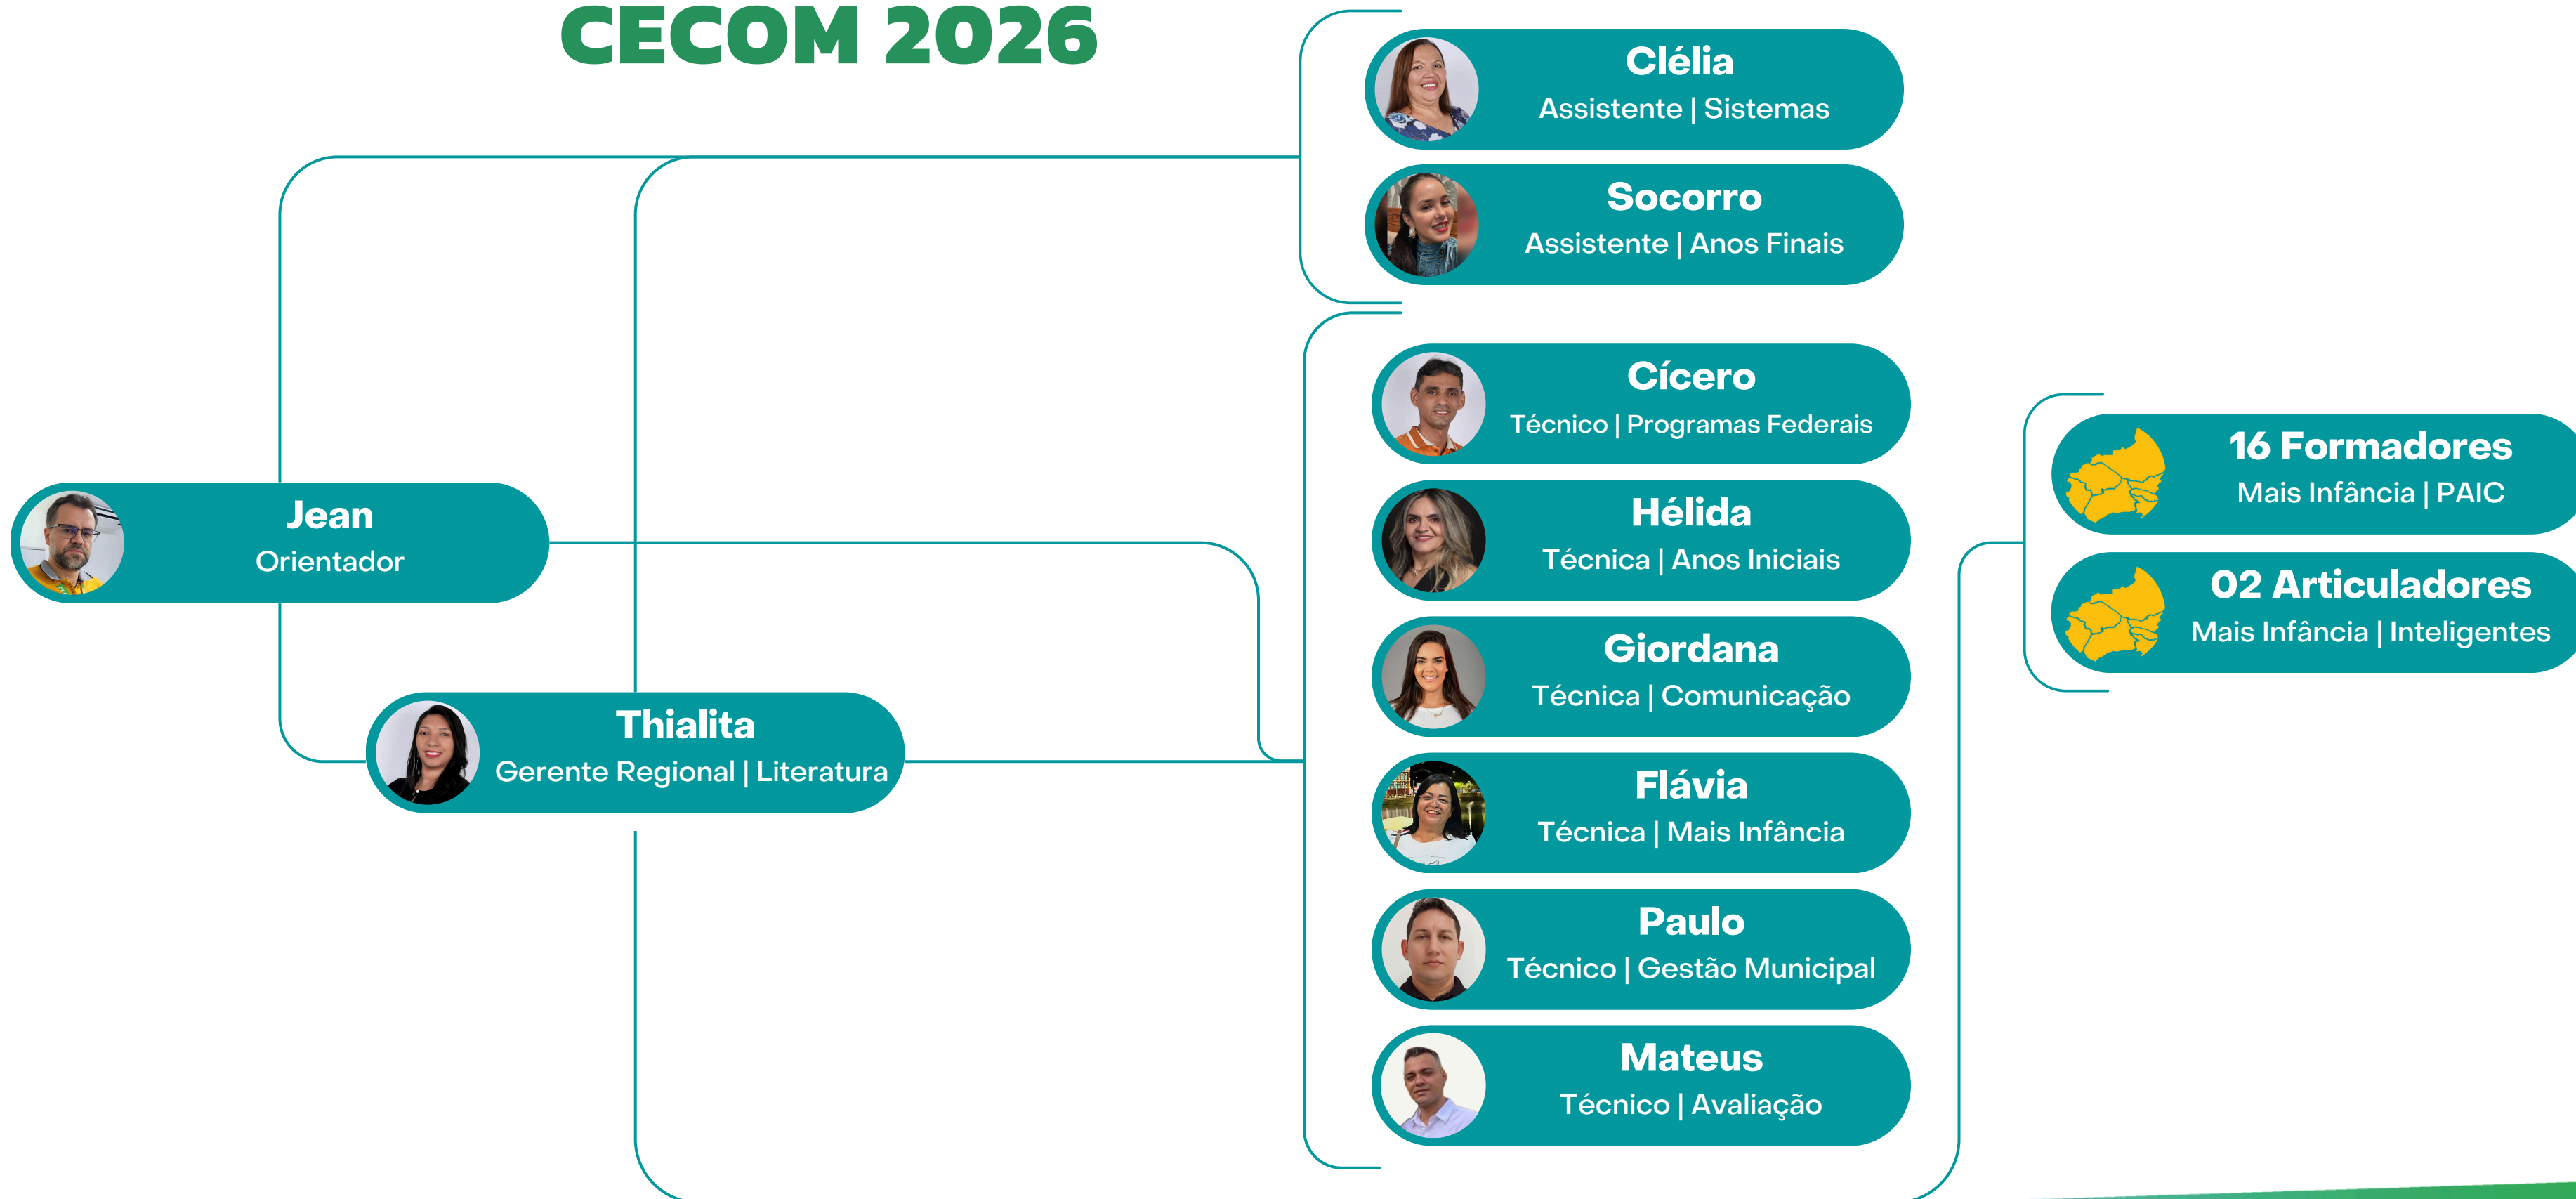 CECOM 2026
Clélia
Assistente | Sistemas
Socorro
Assistente | Anos Finais
Cícero
Técnico | Programas Federais
Hélida
Técnica | Anos Iniciais
Giordana
Técnica | Comunicação
Flávia
Técnica | Mais Infância
Paulo
Técnico | Gestão Municipal
Mateus
Técnico | Avaliação
Jean
Orientador
Thialita
Gerente Regional | Literatura
16 Formadores
Mais Infância | PAIC
02 Articuladores
Mais Infância | Inteligentes